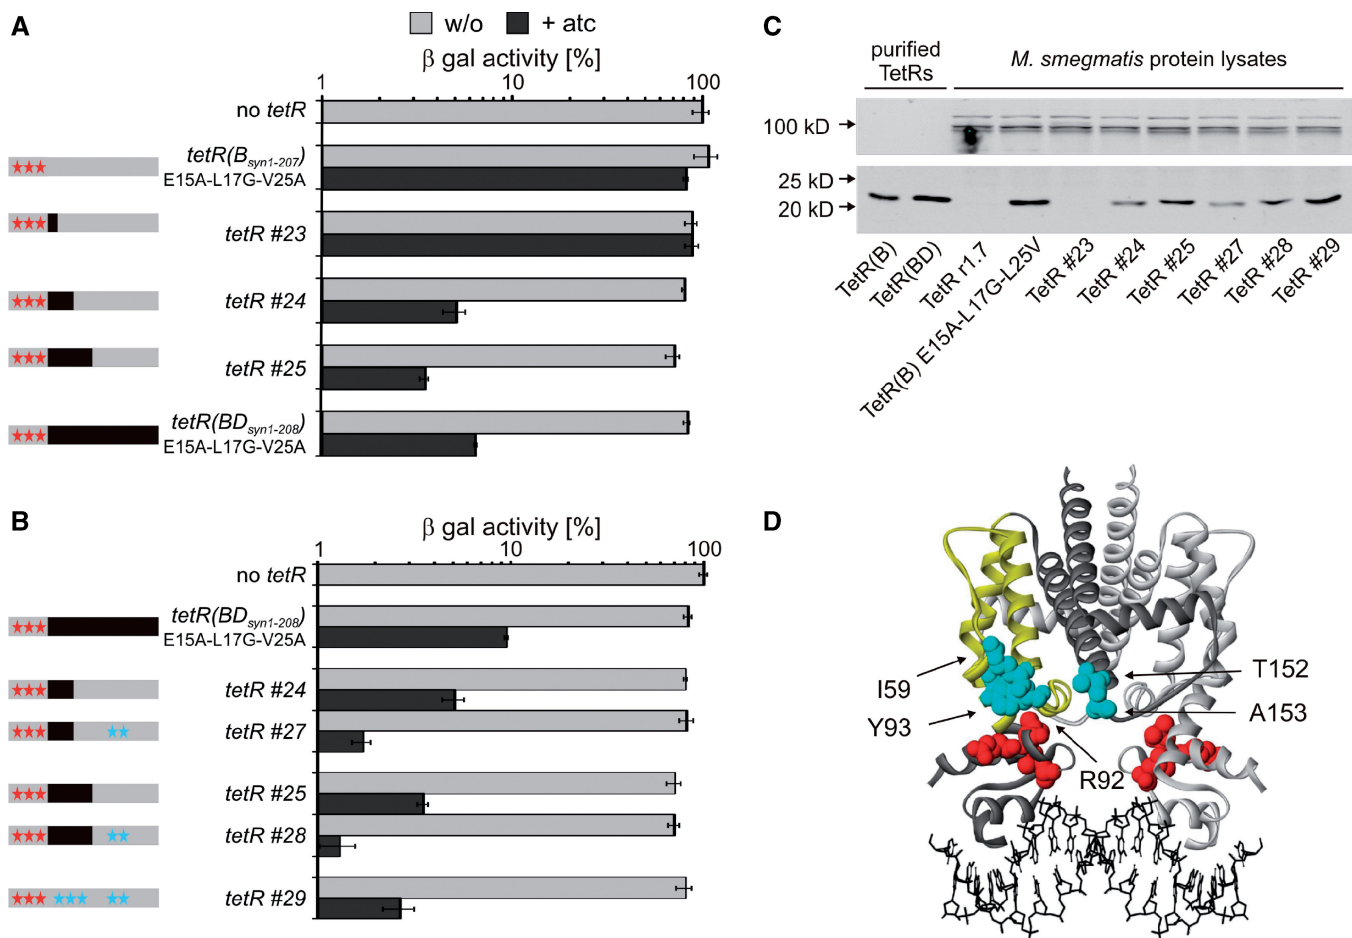 A
w/o + atc
β gal activity [%]
1 10 100
no tetR
tetR(Bsyn1-207)
E15A-L17G-V25A
tetR #23
tetR #24
tetR #25
tetR(BDsyn1-208)
E15A-L17G-V25A
B
β gal activity [%]
1 10 100
no tetR
tetR(BDsyn1-208)
E15A-L17G-V25A
tetR #24
tetR #27
tetR #25
tetR #28
tetR #29
C
purified
TetRs
M. smegmatis protein lysates
100 kD
25 kD
20 kD
TetR(B)
TetR(BD)
TetR r1.7
TetR(B) E15A-L17G-L25V
TetR #23
TetR #24
TetR #25
TetR #27
TetR #28
TetR #29
D
I59
Y93
R92
T152
A153